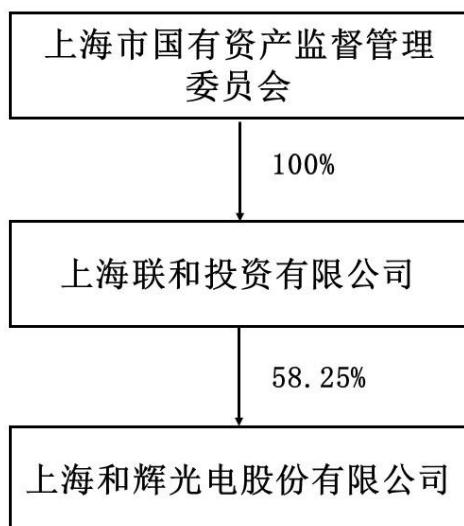 上海市国有资产监督管理
委员会
100%
上海联和投资有限公司
58.25%
上海和辉光电股份有限公司